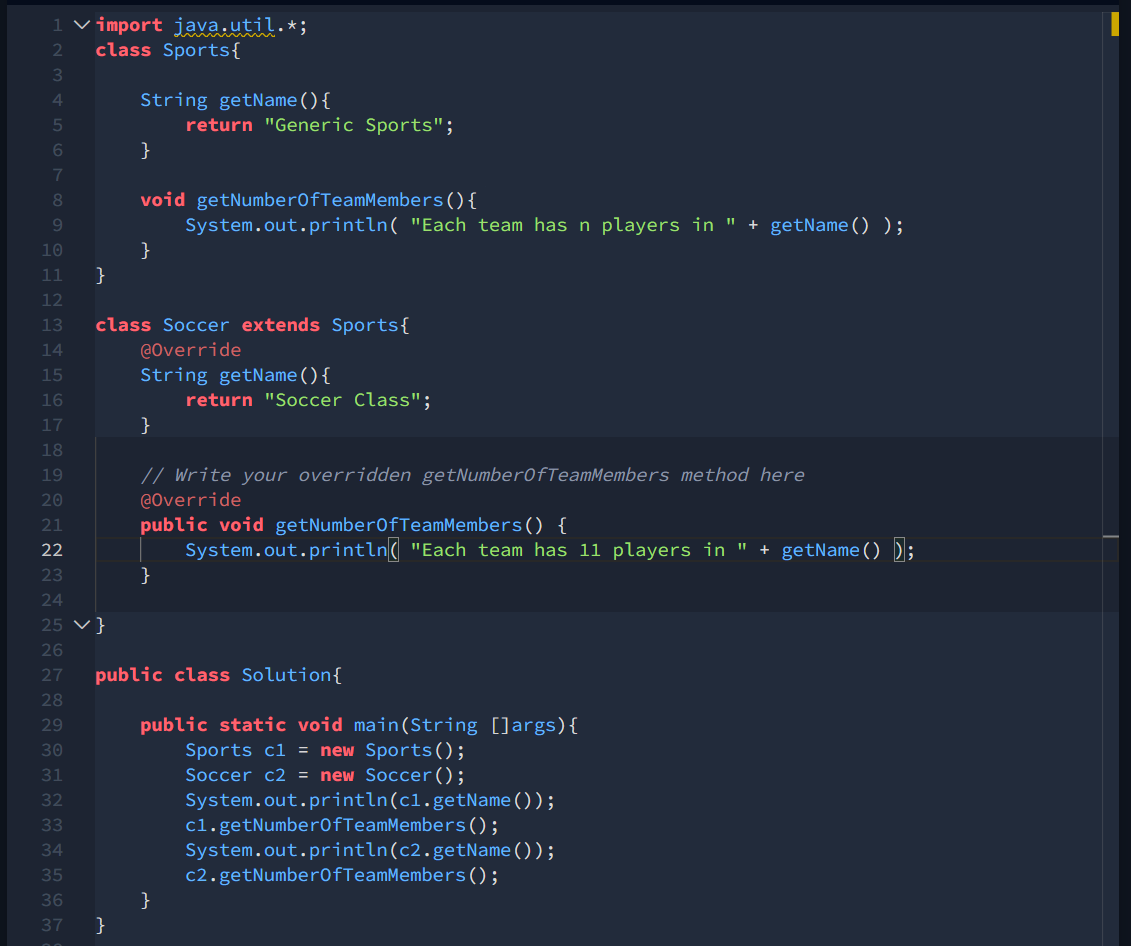 1 import java.util.*;
2 class Sports{
3
4     String getName(){
5         return "Generic Sports";
6     }
7
8     void getNumberOfTeamMembers(){
9         System.out.println( "Each team has n players in " + getName() );
10     }
11 }
12
13 class Soccer extends Sports{
14     @Override
15     String getName(){
16         return "Soccer Class";
17     }
18
19     // Write your overridden getNumberOfTeamMembers method here
20     @Override
21     public void getNumberOfTeamMembers() {
22         System.out.println( "Each team has 11 players in " + getName() );
23     }
24
25 }
26
27 public class Solution{
28
29     public static void main(String []args){
30         Sports c1 = new Sports();
31         Soccer c2 = new Soccer();
32         System.out.println(c1.getName());
33         c1.getNumberOfTeamMembers();
34         System.out.println(c2.getName());
35         c2.getNumberOfTeamMembers();
36     }
37 }